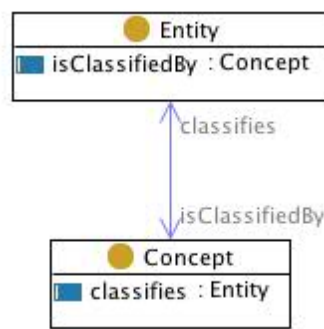 Entity
isClassifiedBy : Concept
classifies
isClassifiedBy
Concept
classifies : Entity